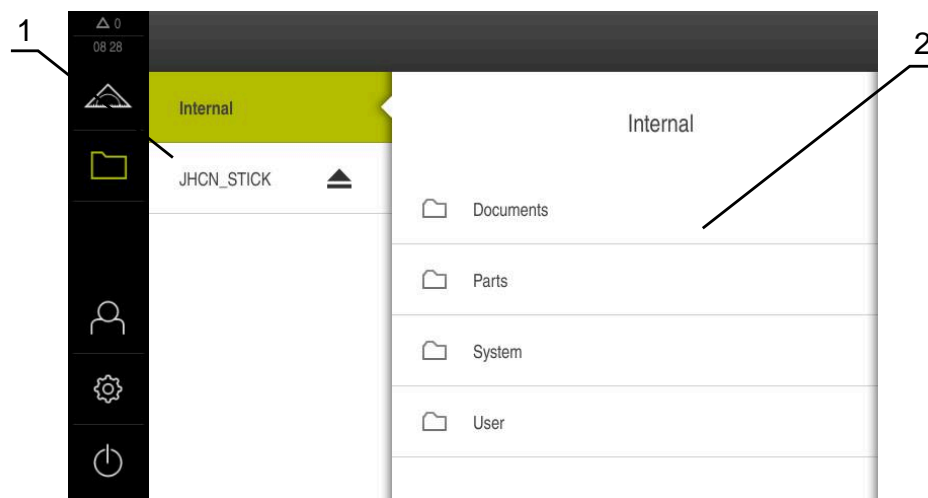 1
2
0
08 28
Internal
JHCN_STICK
Internal
Documents
Parts
System
User